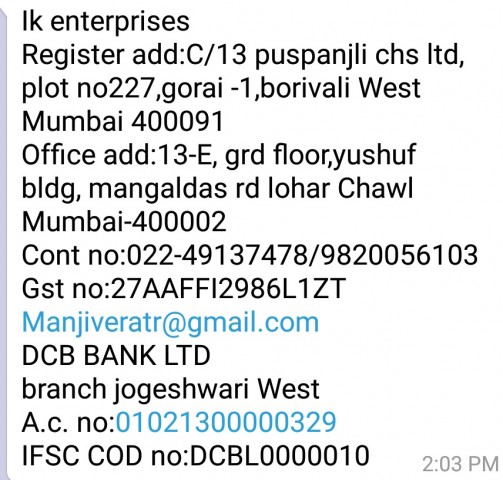 Ik enterprises
Register add:C/13 puspanjli chs ltd,
plot no227,gorai -1,borivali West
Mumbai 400091
Office add:13-E, grd floor,yushuf
bldg, mangaldas rd lohar Chawl
Mumbai-400002
Cont no:022-49137478/9820056103
Gst no:27AAFFI2986L1ZT
Manjiveratr@gmail.com
DCB BANK LTD
branch jogeshwari West
A.c. no:01021300000329
IFSC COD no:DCBL0000010
2:03 PM